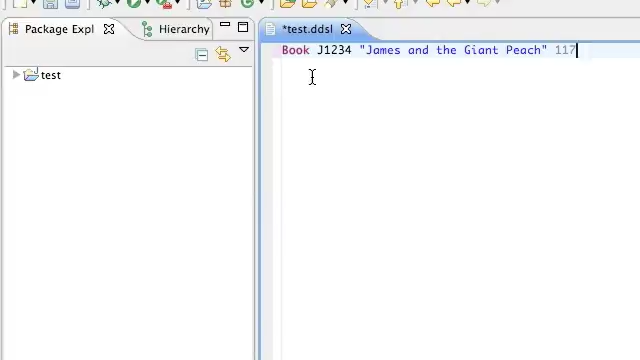 Package Expl
Hierarchy
*test.ddsl
test
Book J1234 "James and the Giant Peach" 117